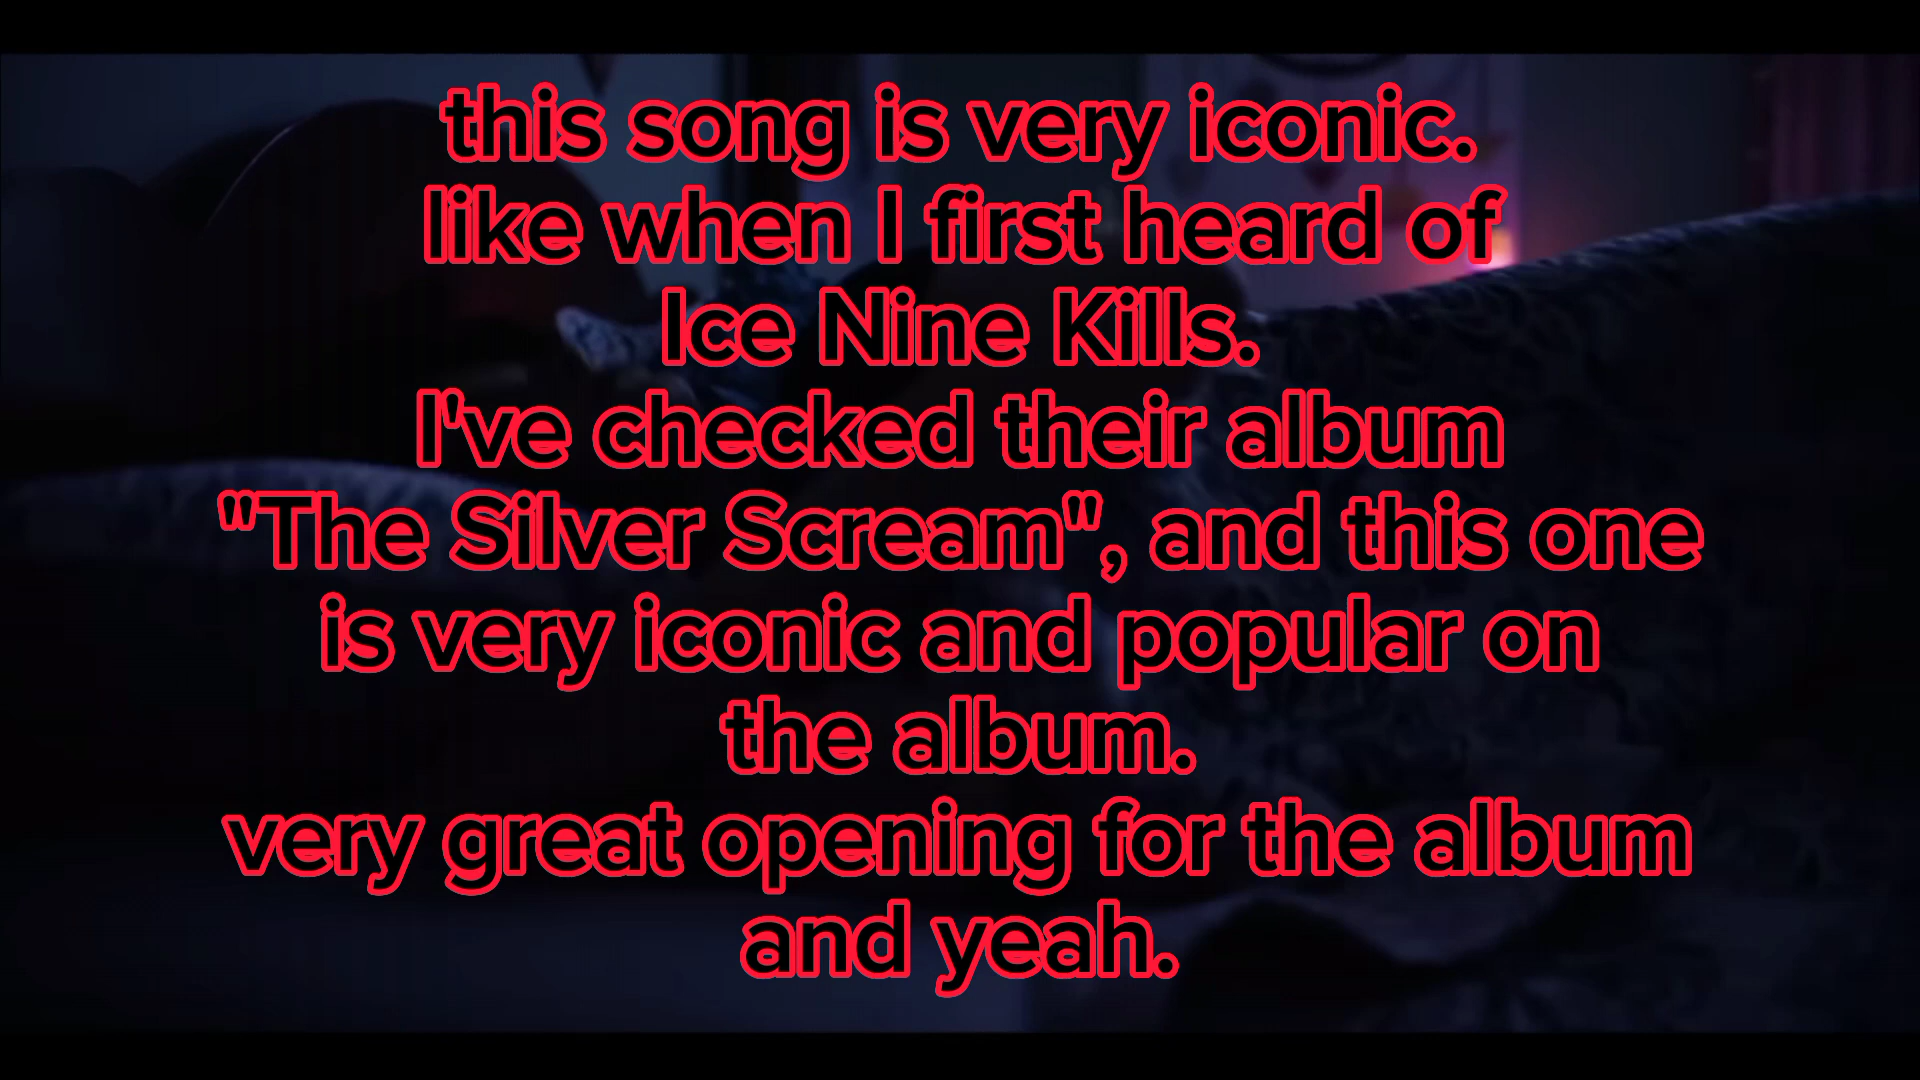 this song is very iconic.
like when I first heard of
Ice Nine Kills.
I've checked their album
"The Silver Scream", and this one
is very iconic and popular on
the album.
very great opening for the album
and yeah.